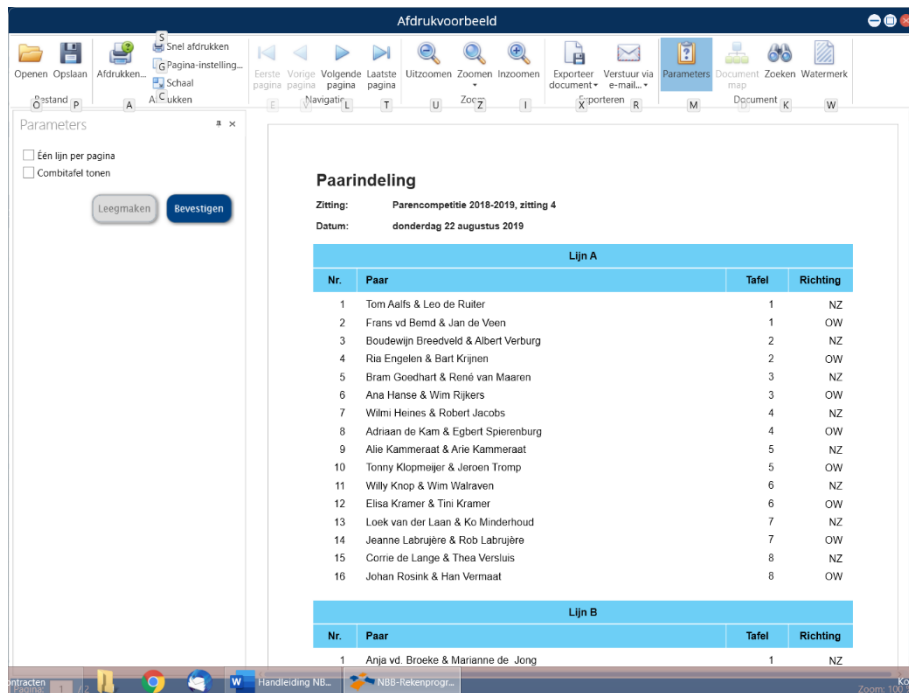 Afdrukvoorbeeld
S
Openen Opslaan Afdrukken... Snel afdrukken
G Pagina-instelling...
C Schaal
Eerste pagina Vorige pagina Volgende pagina Laatste pagina
Uitzoomen Zoomen Inzoomen
Exporteer document Verstuur via e-mail...
Parameters Document map Zoeken Watermerk
Bestand Afdrukken Navigatie Zoom Exporteren Document
O P A E V L T U Z I X R M D K W
Parameters
Één lijn per pagina
Combitafel tonen
Leegmaken Bevestigen
Paarindeling
Zitting: Parencompetitie 2018-2019, zitting 4
Datum: donderdag 22 augustus 2019
Lijn A
Nr. Paar Tafel Richting
1 Tom Aalfs & Leo de Ruiter 1 NZ
2 Frans vd Bemd & Jan de Veen 1 OW
3 Boudewijn Breedveld & Albert Verburg 2 NZ
4 Ria Engelen & Bart Krijnen 2 OW
5 Bram Goedhart & René van Maaren 3 NZ
6 Ana Hanse & Wim Rijkers 3 OW
7 Wilmi Heines & Robert Jacobs 4 NZ
8 Adriaan de Kam & Egbert Spierenburg 4 OW
9 Alie Kammeraat & Arie Kammeraat 5 NZ
10 Tonny Klopmeijer & Jeroen Tromp 5 OW
11 Willy Knop & Wim Walraven 6 NZ
12 Elisa Kramer & Tini Kramer 6 OW
13 Loek van der Laan & Ko Minderhoud 7 NZ
14 Jeanne Labrujère & Rob Labrujère 7 OW
15 Corrie de Lange & Thea Versluis 8 NZ
16 Johan Rosink & Han Vermaat 8 OW
Lijn B
Nr. Paar Tafel Richting
1 Anja vd. Broeke & Marianne de Jong 1 NZ
ontracten Handleiding NB... NBB-Rekenprogr... Ko
Pagina: 1 / 2 Zoom: 100